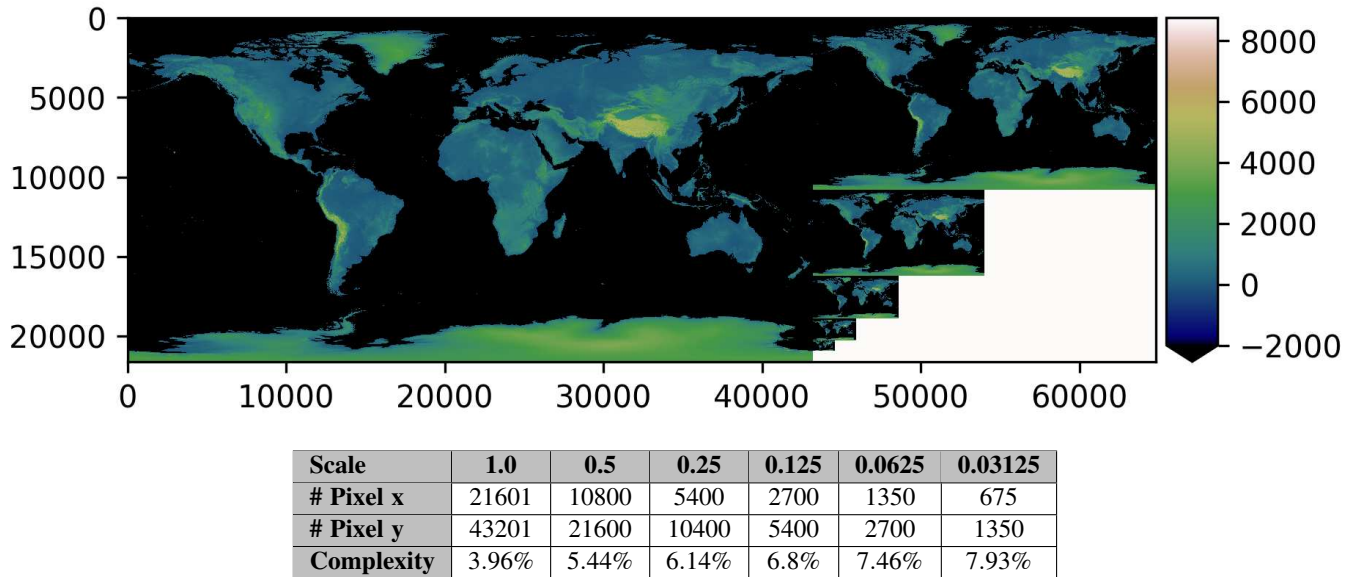 0
5000
10000
15000
20000
0 10000 20000 30000 40000 50000 60000
8000
6000
4000
2000
0
−2000
Scale 1.0 0.5 0.25 0.125 0.0625 0.03125
# Pixel x 21601 10800 5400 2700 1350 675
# Pixel y 43201 21600 10400 5400 2700 1350
Complexity 3.96% 5.44% 6.14% 6.8% 7.46% 7.93%